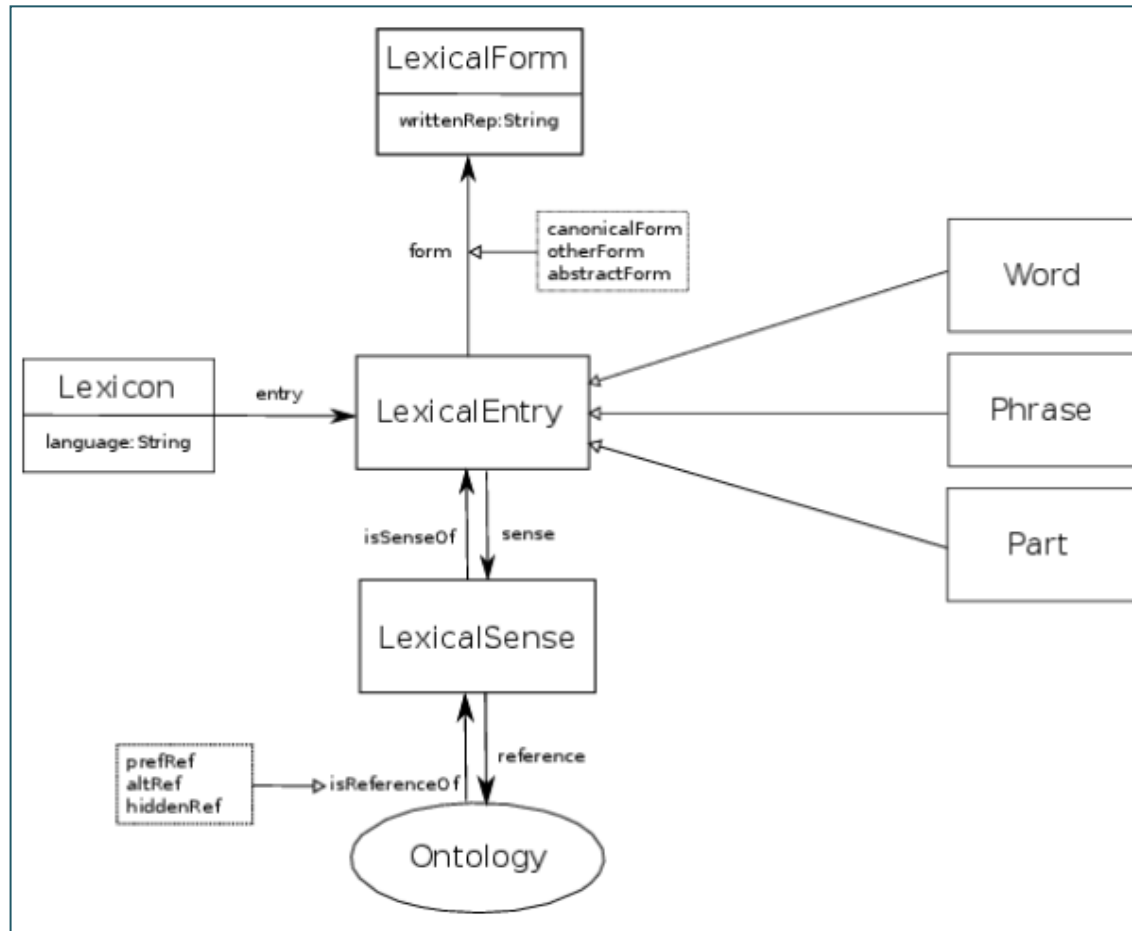 LexicalForm
writtenRep:String
form
canonicalForm
otherForm
abstractForm
Word
Lexicon
language:String
entry
LexicalEntry
Phrase
isSenseOf
sense
Part
LexicalSense
prefRef
altRef
hiddenRef
isReferenceOf
reference
Ontology